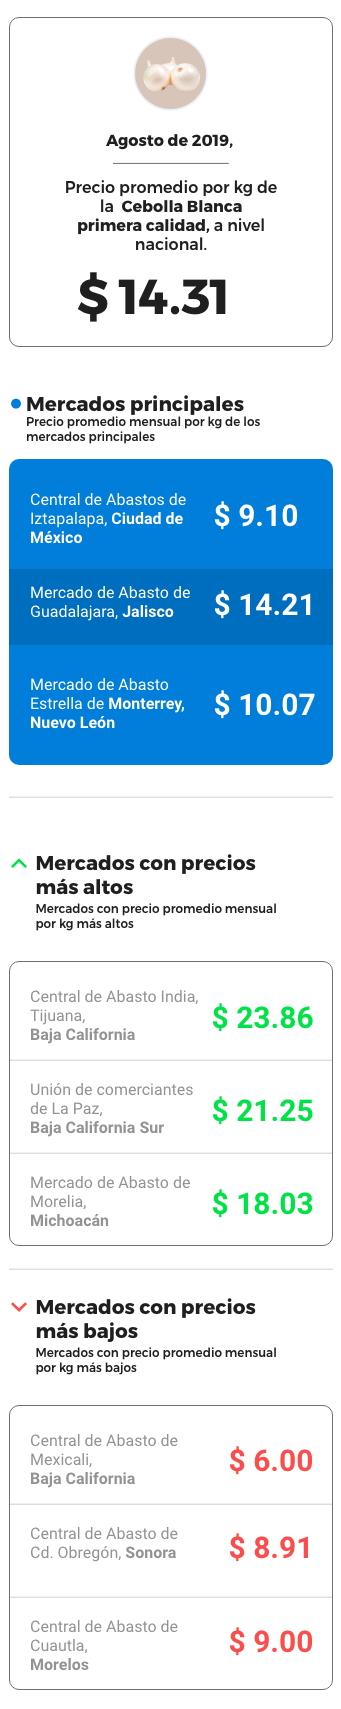 Agosto de 2019,
Precio promedio por kg de
la Cebolla Blanca
primera calidad, a nivel
nacional.
$ 14.31
Mercados principales
Precio promedio mensual por kg de los
mercados principales
Central de Abastos de
Iztapalapa, Ciudad de
México
$ 9.10
Mercado de Abasto de
Guadalajara, Jalisco
$ 14.21
Mercado de Abasto
Estrella de Monterrey,
Nuevo León
$ 10.07
Mercados con precios
más altos
Mercados con precio promedio mensual
por kg más altos
Central de Abasto India,
Tijuana,
Baja California
$ 23.86
Unión de comerciantes
de La Paz,
Baja California Sur
$ 21.25
Mercado de Abasto de
Morelia,
Michoacán
$ 18.03
Mercados con precios
más bajos
Mercados con precio promedio mensual
por kg más bajos
Central de Abasto de
Mexicali,
Baja California
$ 6.00
Central de Abasto de
Cd. Obregón, Sonora
$ 8.91
Central de Abasto de
Cuautla,
Morelos
$ 9.00